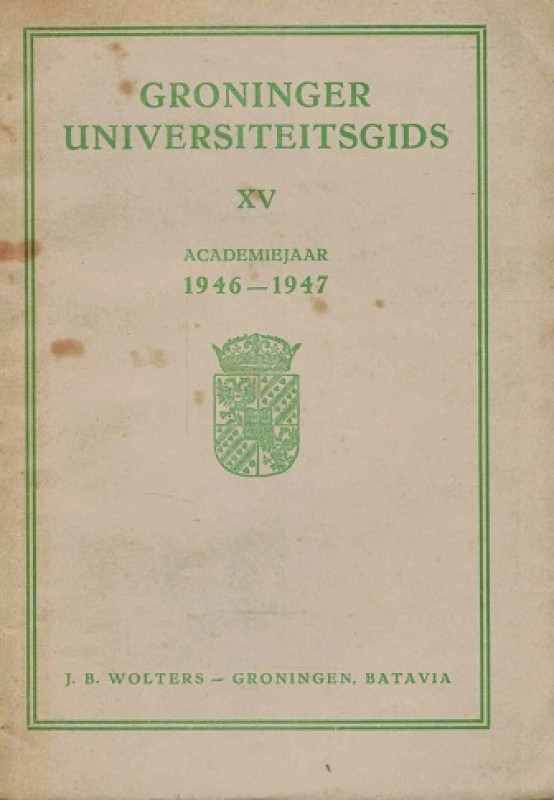 GRONINGER
UNIVERSITEITSGIDS
XV
ACADEMIEJAAR
1946—1947
J. B. WOLTERS — GRONINGEN, BATAVIA